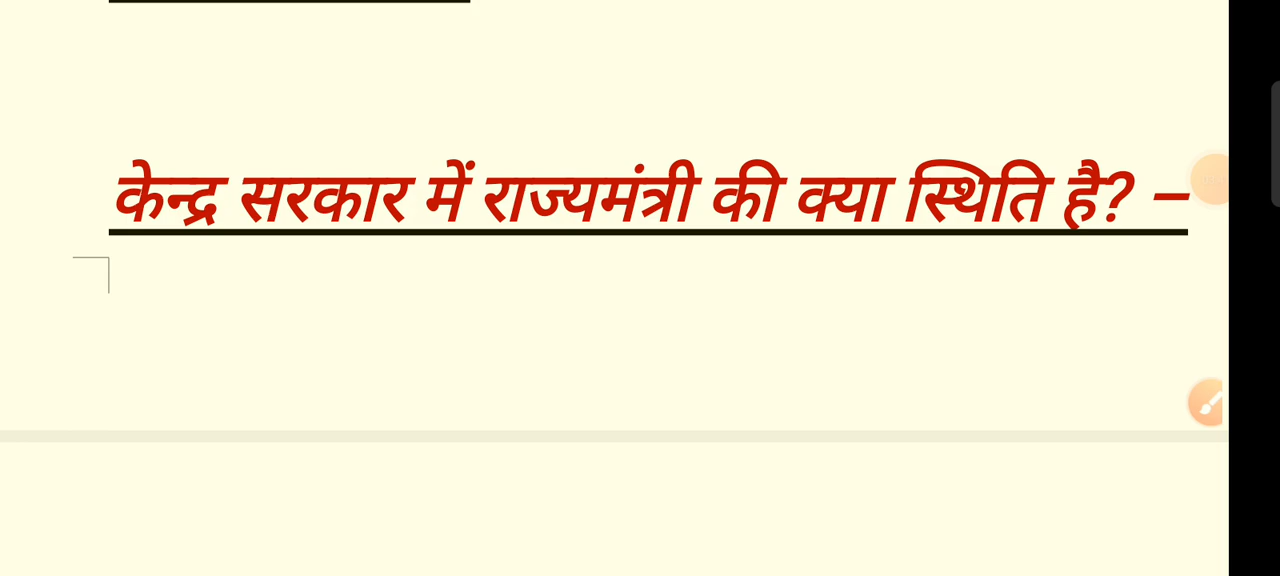 केन्द्र सरकार में राज्यमंत्री की क्या स्थिति है? –